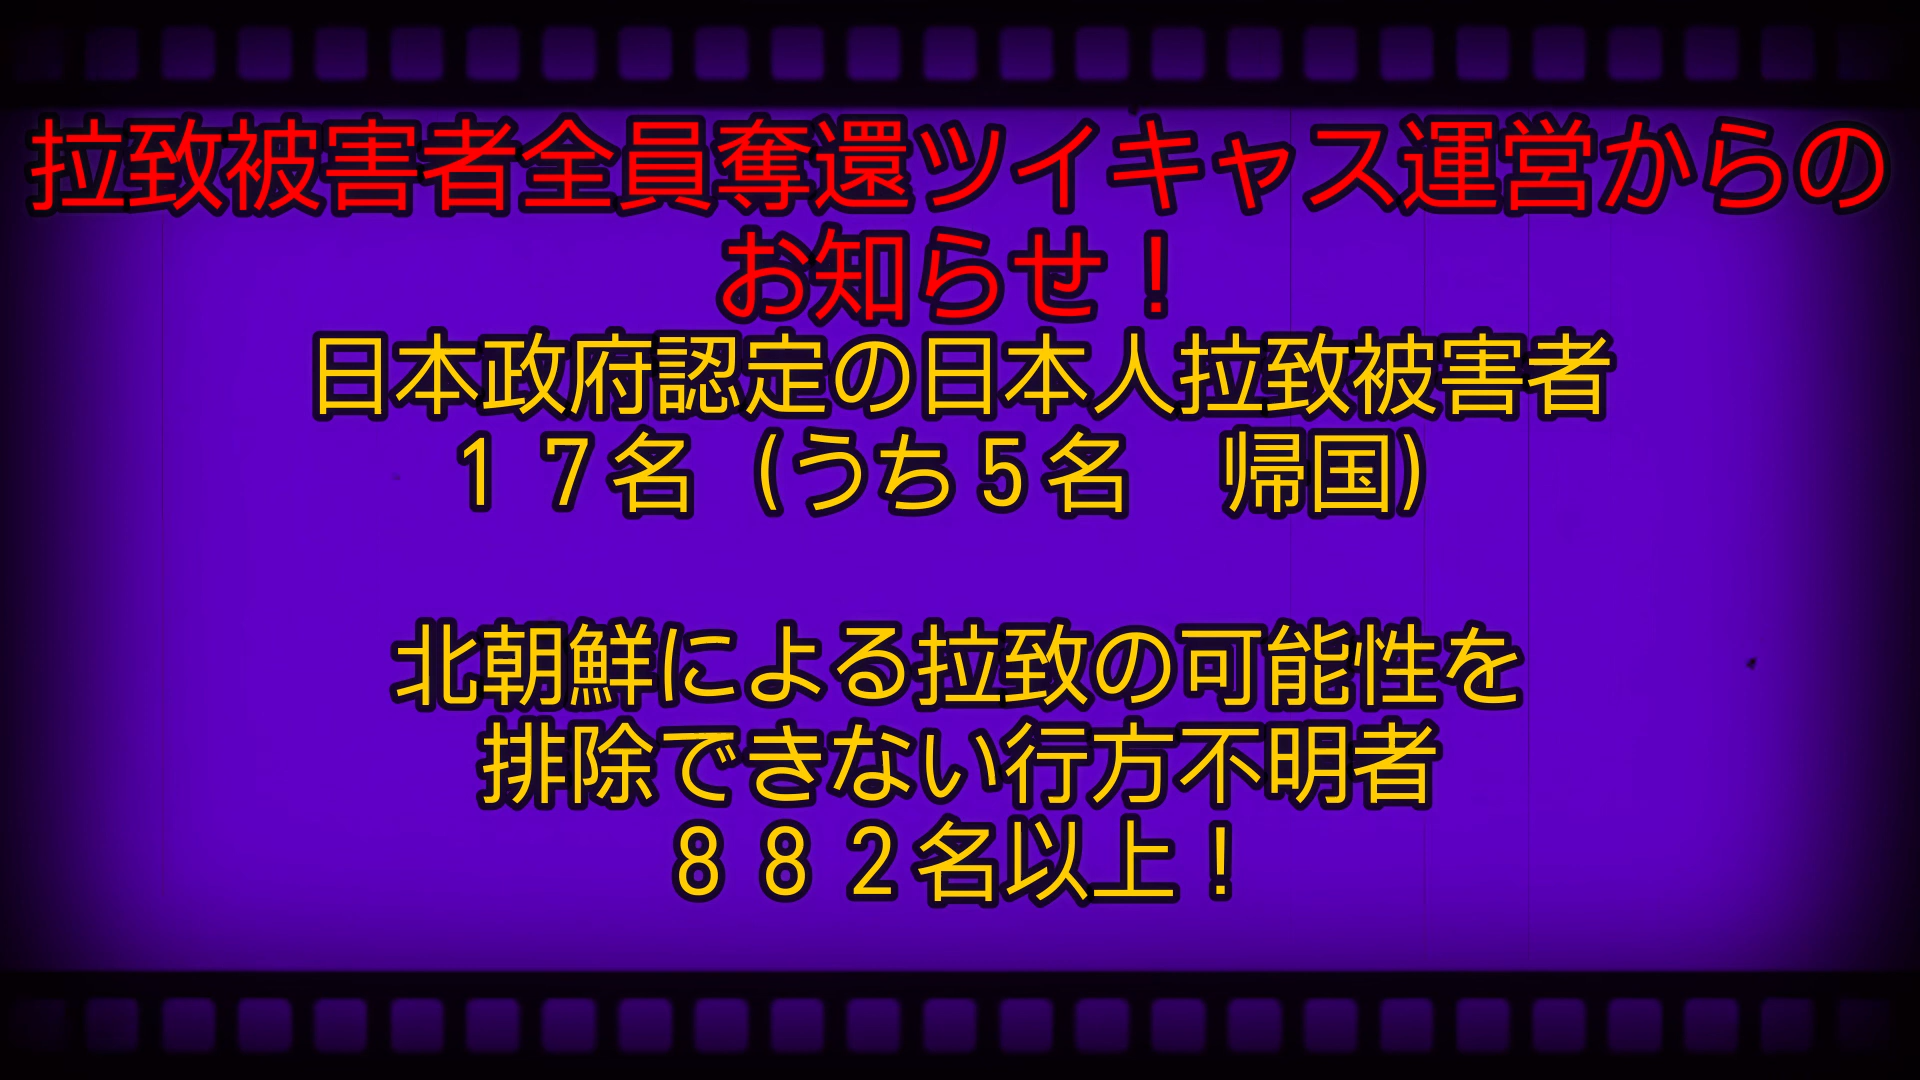 拉致被害者全員奪還ツイキャス運営からの
お知らせ！
日本政府認定の日本人拉致被害者
１７名（うち５名　帰国）
北朝鮮による拉致の可能性を
排除できない行方不明者
８８２名以上！